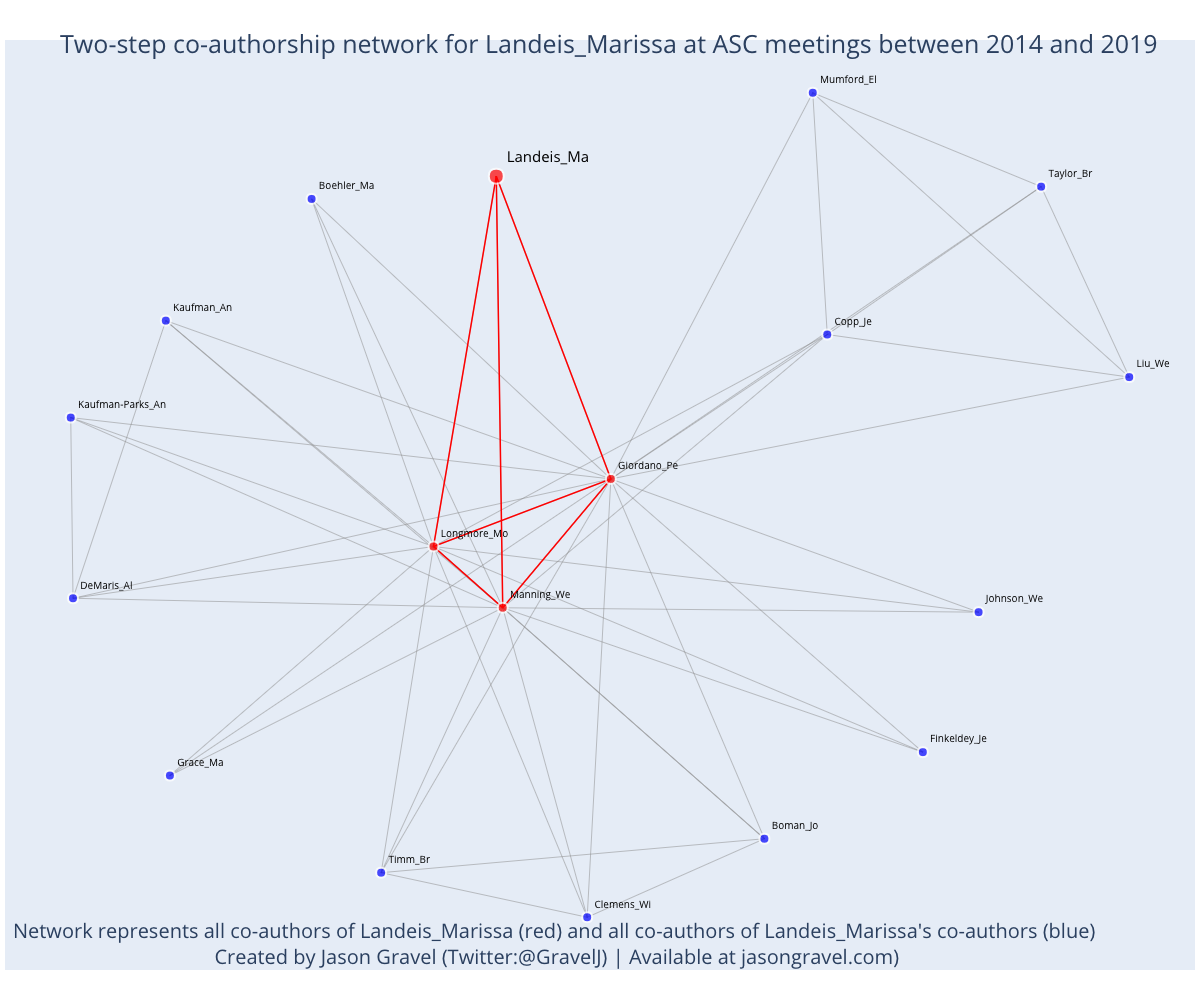 Two-step co-authorship network for Landeis_Marissa at ASC meetings between 2014 and 2019
Mumford_El
Landeis_Ma
Taylor_Br
Boehler_Ma
Kaufman_An
Copp_Je
Liu_We
Kaufman-Parks_An
Giordano_Pe
Longmore_Mo
DeMaris_Al
Manning_We
Johnson_We
Finkeldey_Je
Grace_Ma
Boman_Jo
Timm_Br
Clemens_Wi
Network represents all co-authors of Landeis_Marissa (red) and all co-authors of Landeis_Marissa's co-authors (blue)
Created by Jason Gravel (Twitter:@GravelJ) | Available at jasongravel.com)